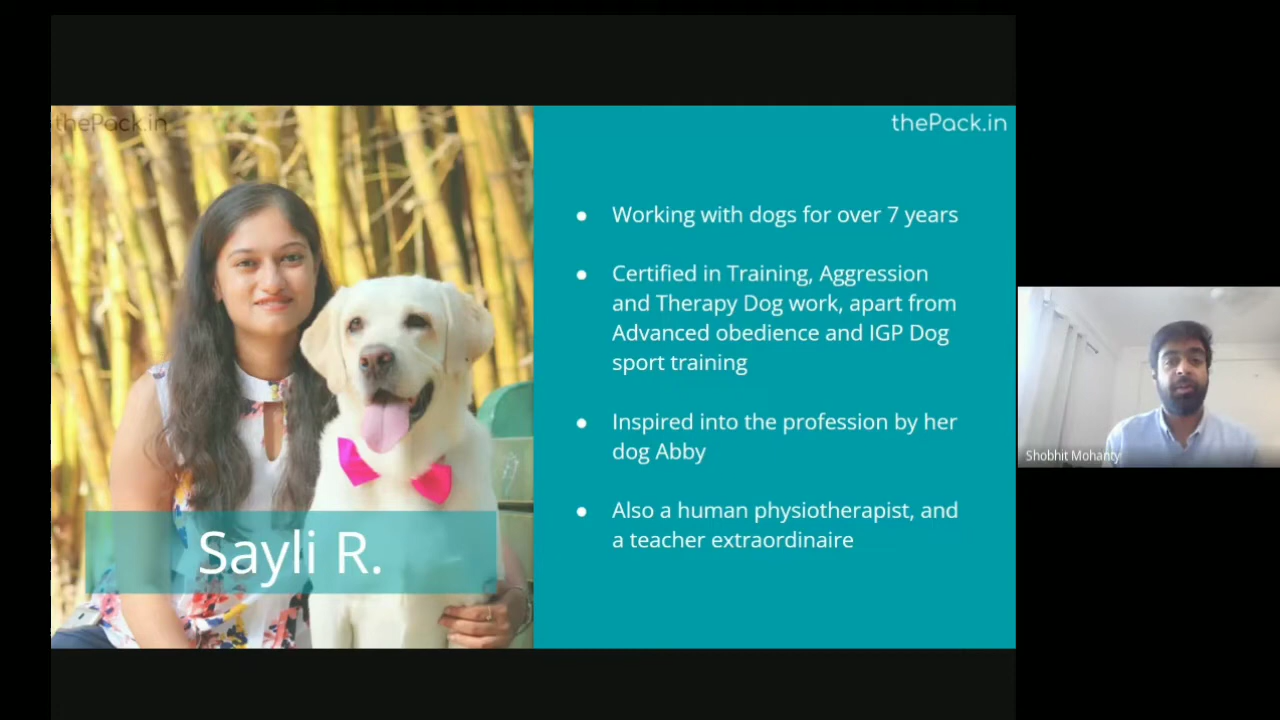 thePack.in
thePack.in
● Working with dogs for over 7 years
● Certified in Training, Aggression
and Therapy Dog work, apart from
Advanced obedience and IGP Dog
sport training
● Inspired into the profession by her
dog Abby
● Also a human physiotherapist, and
a teacher extraordinaire
Sayli R.
Shobhit Mohanty